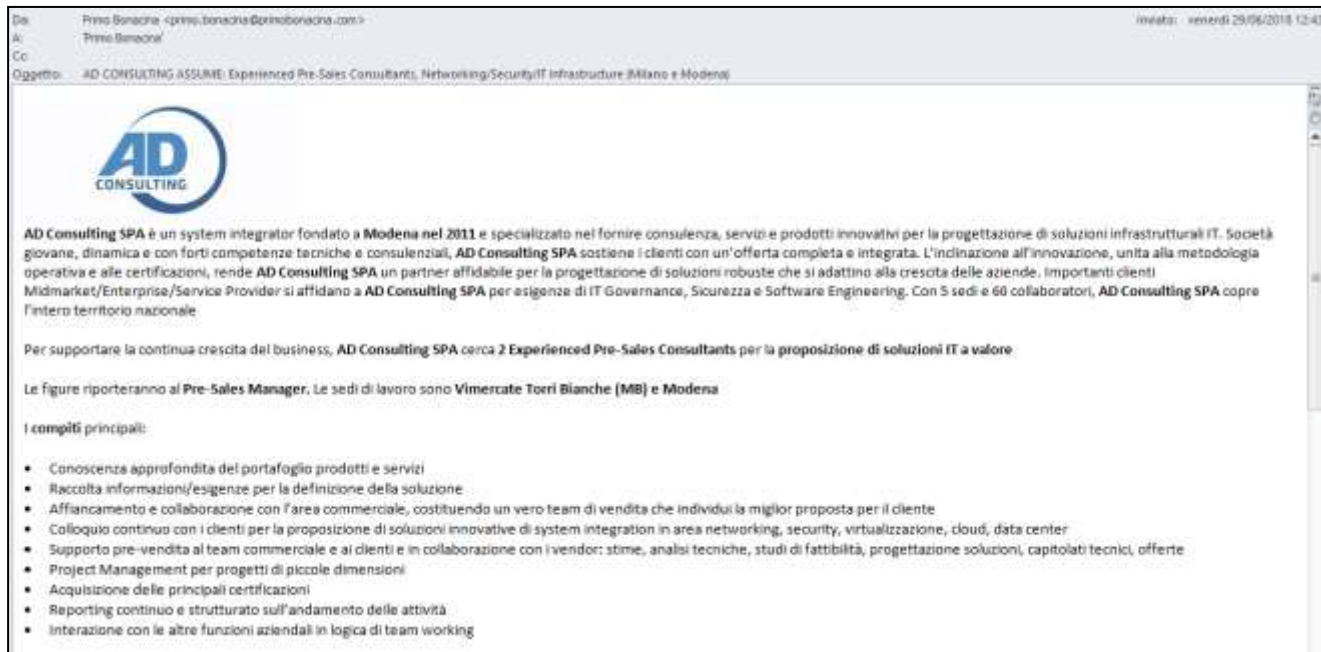 Da: Primo Bonacina <primo.bonacina@primobonacina.com> Inviato: venerdì 29/06/2018 12:43
A: 'Primo Bonacina'
Cc
Oggetto: AD CONSULTING ASSUME: Experienced Pre-Sales Consultants, Networking/Security/IT Infrastructure (Milano e Modena)
AD
CONSULTING
AD Consulting SPA è un system integrator fondato a Modena nel 2011 e specializzato nel fornire consulenza, servizi e prodotti innovativi per la progettazione di soluzioni infrastrutturali IT. Società
giovane, dinamica e con forti competenze tecniche e consulenziali, AD Consulting SPA sostiene i clienti con un'offerta completa e integrata. L'inclinazione all'innovazione, unita alla metodologia
operativa e alle certificazioni, rende AD Consulting SPA un partner affidabile per la progettazione di soluzioni robuste che si adattino alla crescita delle aziende. Importanti clienti
Midmarket/Enterprise/Service Provider si affidano a AD Consulting SPA per esigenze di IT Governance, Sicurezza e Software Engineering. Con 5 sedi e 60 collaboratori, AD Consulting SPA copre
l'intero territorio nazionale
Per supportare la continua crescita del business, AD Consulting SPA cerca 2 Experienced Pre-Sales Consultants per la proposizione di soluzioni IT a valore
Le figure riporteranno al Pre-Sales Manager. Le sedi di lavoro sono Vimercate Torri Bianche (MB) e Modena
I compiti principali:
• Conoscenza approfondita del portafoglio prodotti e servizi
• Raccolta informazioni/esigenze per la definizione della soluzione
• Affiancamento e collaborazione con l'area commerciale, costituendo un vero team di vendita che individui la miglior proposta per il cliente
• Colloquio continuo con i clienti per la proposizione di soluzioni innovative di system integration in area networking, security, virtualizzazione, cloud, data center
• Supporto pre-vendita al team commerciale e ai clienti e in collaborazione con i vendor: stime, analisi tecniche, studi di fattibilità, progettazione soluzioni, capitolati tecnici, offerte
• Project Management per progetti di piccole dimensioni
• Acquisizione delle principali certificazioni
• Reporting continuo e strutturato sull'andamento delle attività
• Interazione con le altre funzioni aziendali in logica di team working